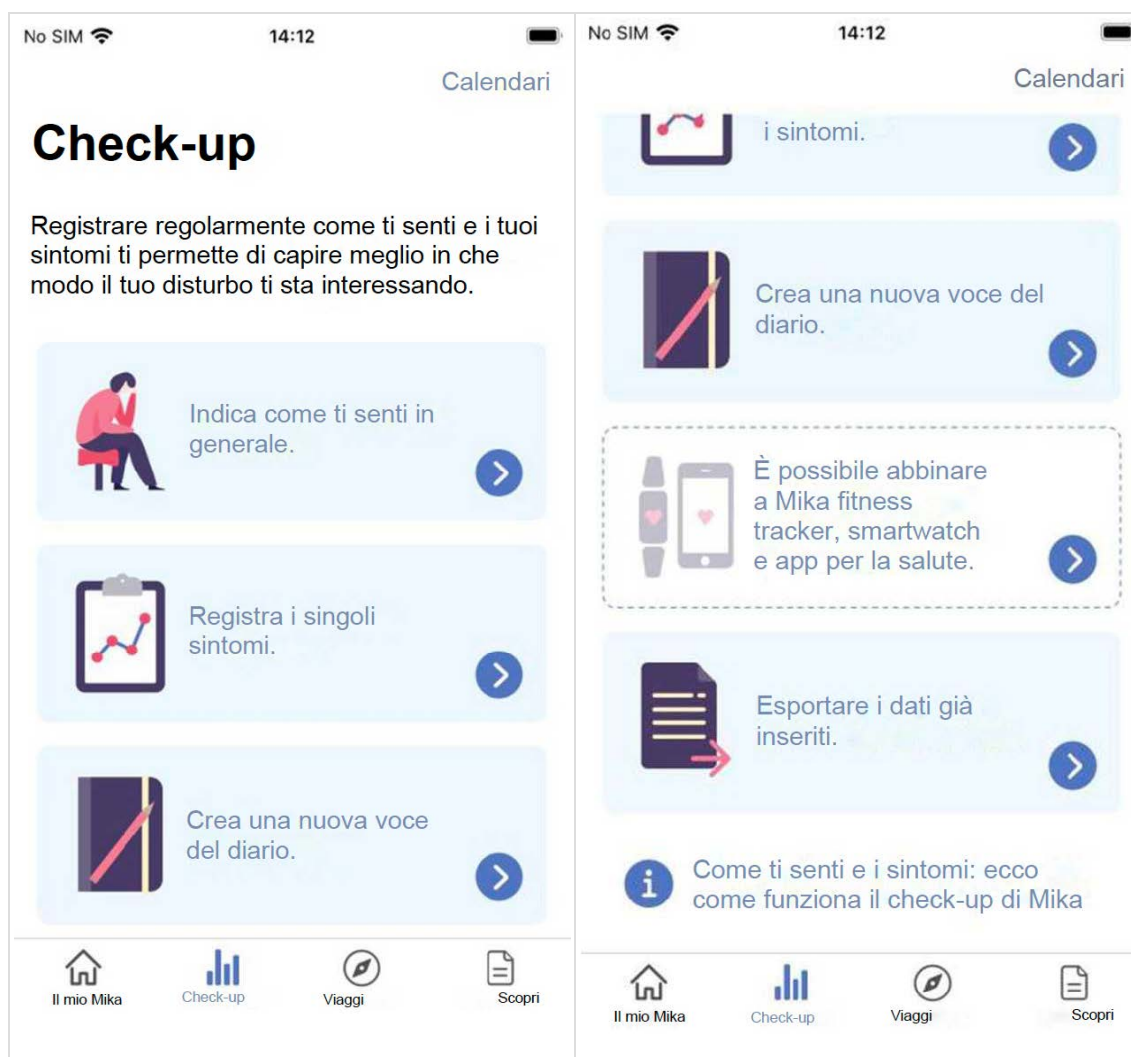 No SIM 14:12
Calendari
Check-up
Registrare regolarmente come ti senti e i tuoi
sintomi ti permette di capire meglio in che
modo il tuo disturbo ti sta interessando.
Indica come ti senti in
generale.
Registra i singoli
sintomi.
Crea una nuova voce
del diario.
Il mio Mika
Check-up
Viaggi
Scopri
No SIM 14:12
Calendari
i sintomi.
Crea una nuova voce del
diario.
È possibile abbinare
a Mika fitness
tracker, smartwatch
e app per la salute.
Esportare i dati già
inseriti.
Come ti senti e i sintomi: ecco
come funziona il check-up di Mika
Il mio Mika
Check-up
Viaggi
Scopri